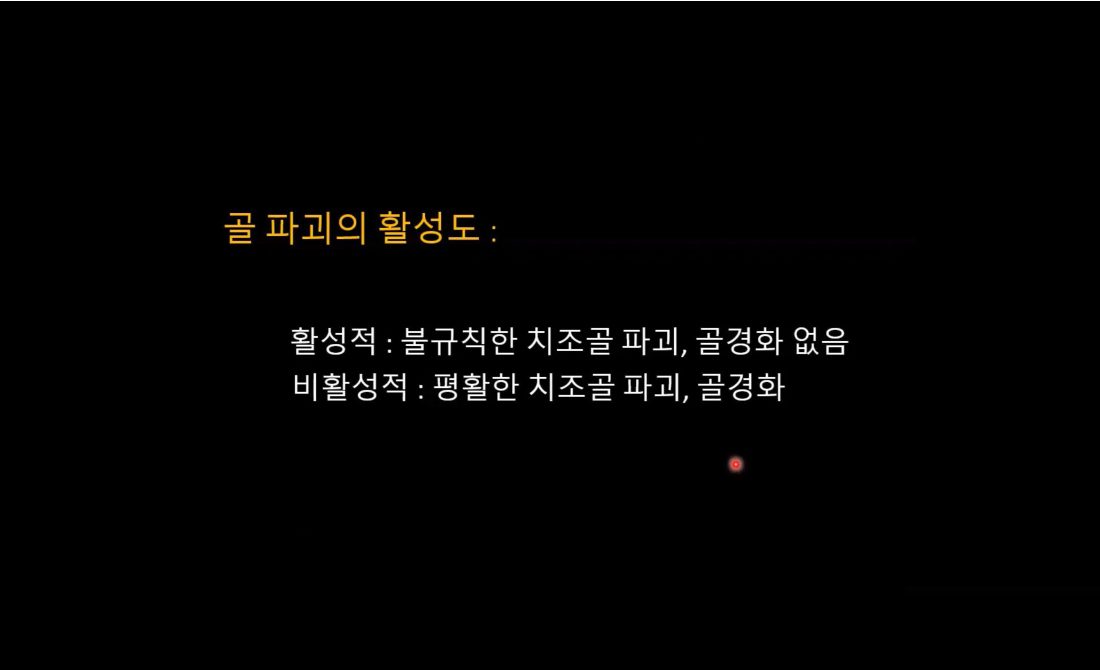 골 파괴의 활성도 :
활성적 : 불규칙한 치조골 파괴, 골경화 없음
비활성적 : 평활한 치조골 파괴, 골경화